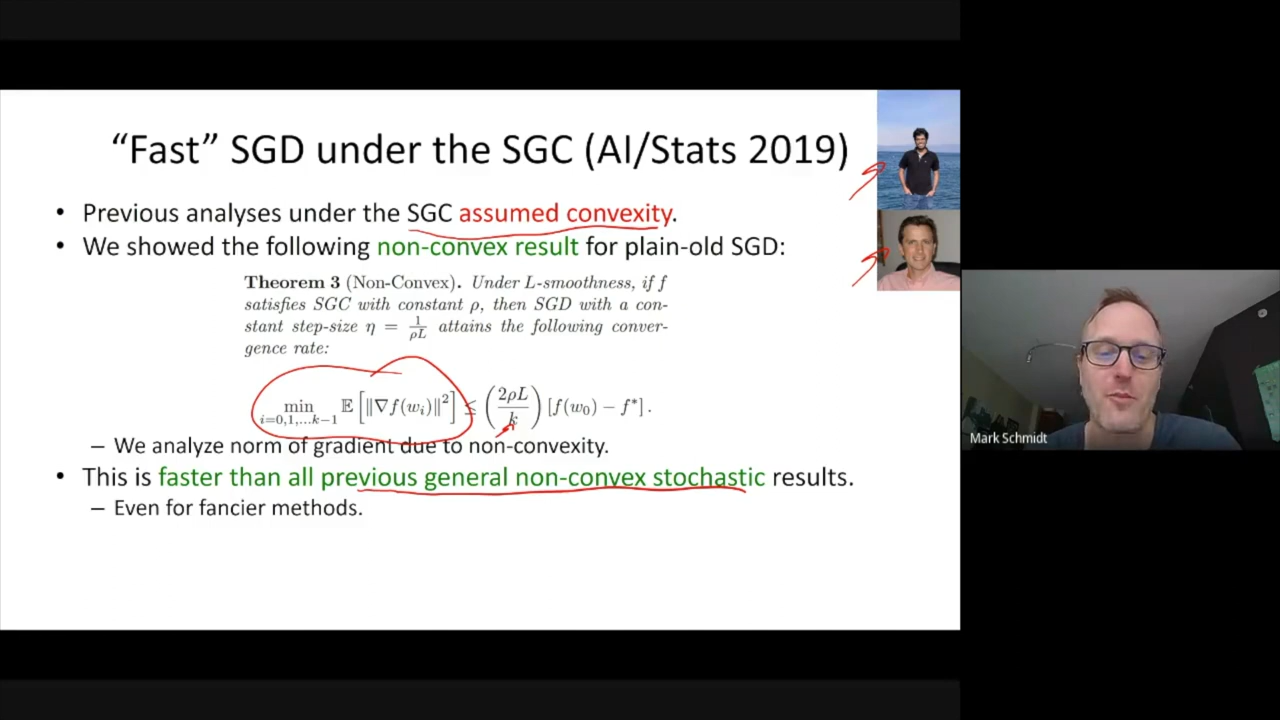 “Fast” SGD under the SGC (AI/Stats 2019)
• Previous analyses under the SGC assumed convexity.
• We showed the following non-convex result for plain-old SGD:
Theorem 3 (Non-Convex). Under L-smoothness, if f
satisfies SGC with constant ρ, then SGD with a con-
stant step-size η = 1/ρL attains the following conver-
gence rate:
min_{i=0,1,...k−1} 𝔼 [‖∇f(w_i)‖²] ≤ (2ρL/k) [f(w_0) − f*].
– We analyze norm of gradient due to non-convexity.
• This is faster than all previous general non-convex stochastic results.
– Even for fancier methods.
Mark Schmidt